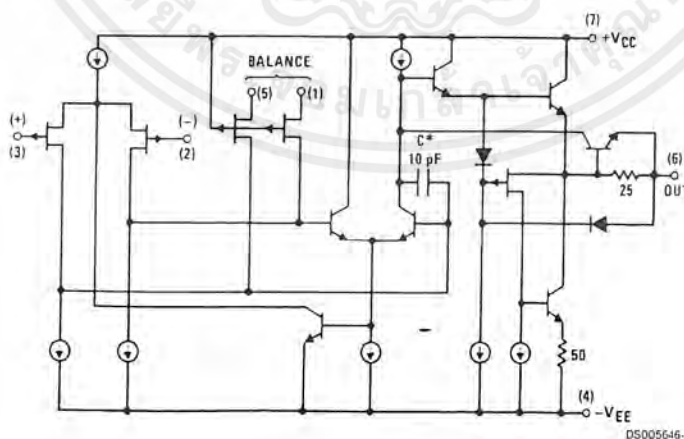 (7)
+VCC
BALANCE
(5) (1)
(+)
(3)
(-)
(2)
C*
10 pF
(6)
25
OUT
50
(4)
-VEE
DS005646-